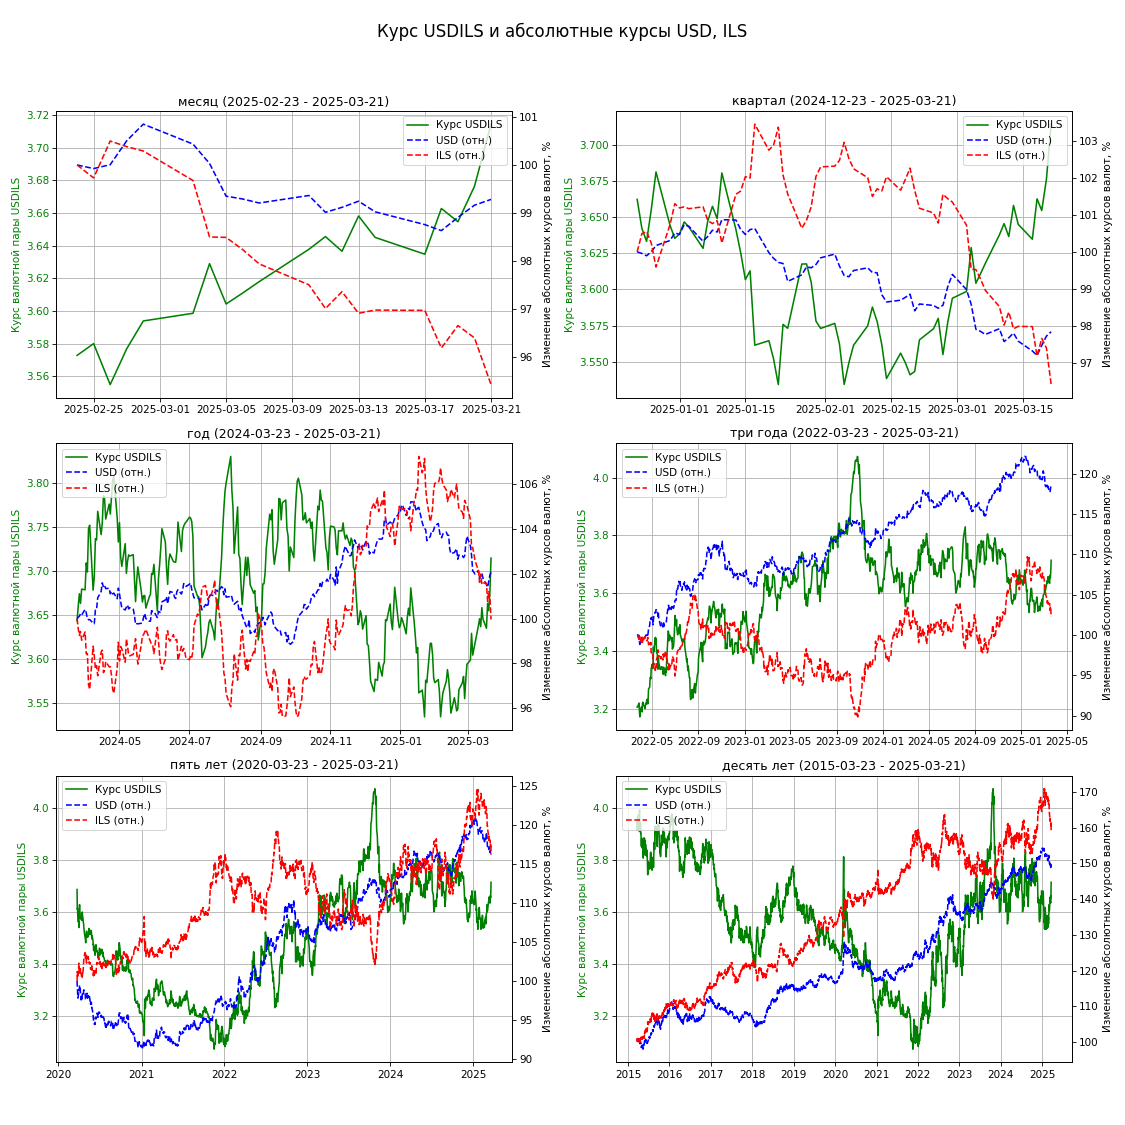 Курс USDILS и абсолютные курсы USD, ILS
месяц (2025-02-23 - 2025-03-21)
Курс валютной пары USDILS
3.72
3.70
3.68
3.66
3.64
3.62
3.60
3.58
3.56
Курс USDILS
USD (отн.)
ILS (отн.)
101
100
99
98
97
96
Изменение абсолютных курсов валют, %
2025-02-25 2025-03-01 2025-03-05 2025-03-09 2025-03-13 2025-03-17 2025-03-21
квартал (2024-12-23 - 2025-03-21)
Курс валютной пары USDILS
3.700
3.675
3.650
3.625
3.600
3.575
3.550
Курс USDILS
USD (отн.)
ILS (отн.)
103
102
101
100
99
98
97
Изменение абсолютных курсов валют, %
2025-01-01 2025-01-15 2025-02-01 2025-02-15 2025-03-01 2025-03-15
год (2024-03-23 - 2025-03-21)
Курс валютной пары USDILS
3.80
3.75
3.70
3.65
3.60
3.55
Курс USDILS
USD (отн.)
ILS (отн.)
106
104
102
100
98
96
Изменение абсолютных курсов валют, %
2024-05 2024-07 2024-09 2024-11 2025-01 2025-03
три года (2022-03-23 - 2025-03-21)
Курс валютной пары USDILS
4.0
3.8
3.6
3.4
3.2
Курс USDILS
USD (отн.)
ILS (отн.)
120
115
110
105
100
95
90
Изменение абсолютных курсов валют, %
2022-05 2022-09 2023-01 2023-05 2023-09 2024-01 2024-05 2024-09 2025-01 2025-05
пять лет (2020-03-23 - 2025-03-21)
Курс валютной пары USDILS
4.0
3.8
3.6
3.4
3.2
Курс USDILS
USD (отн.)
ILS (отн.)
125
120
115
110
105
100
95
90
Изменение абсолютных курсов валют, %
2020 2021 2022 2023 2024 2025
десять лет (2015-03-23 - 2025-03-21)
Курс валютной пары USDILS
4.0
3.8
3.6
3.4
3.2
Курс USDILS
USD (отн.)
ILS (отн.)
170
160
150
140
130
120
110
100
Изменение абсолютных курсов валют, %
2015 2016 2017 2018 2019 2020 2021 2022 2023 2024 2025